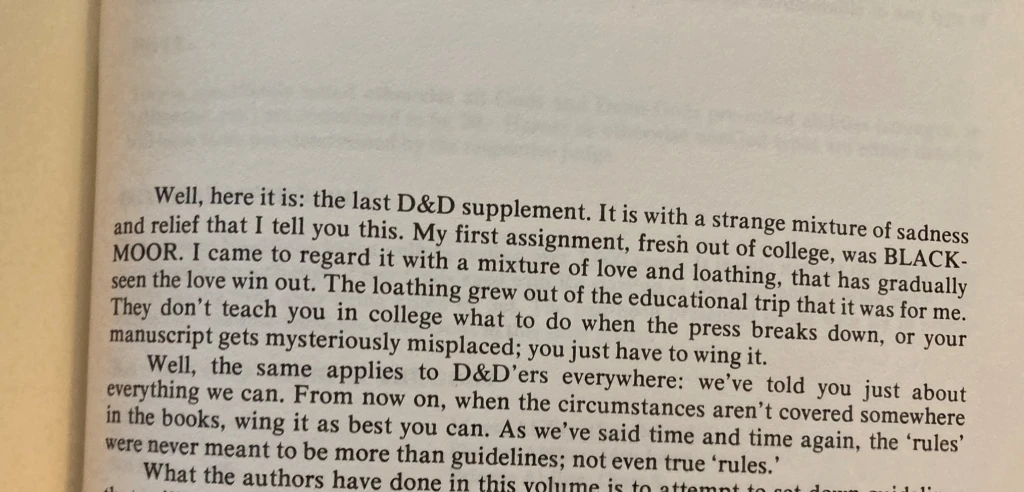 Well, here it is: the last D&D supplement. It is with a strange mixture of sadness
and relief that I tell you this. My first assignment, fresh out of college, was BLACK-
MOOR. I came to regard it with a mixture of love and loathing, that has gradually
seen the love win out. The loathing grew out of the educational trip that it was for me.
They don't teach you in college what to do when the press breaks down, or your
manuscript gets mysteriously misplaced; you just have to wing it.
Well, the same applies to D&D'ers everywhere: we've told you just about
everything we can. From now on, when the circumstances aren't covered somewhere
in the books, wing it as best you can. As we've said time and time again, the 'rules'
were never meant to be more than guidelines; not even true 'rules.'
What the authors have done in this volume is to attempt to set down